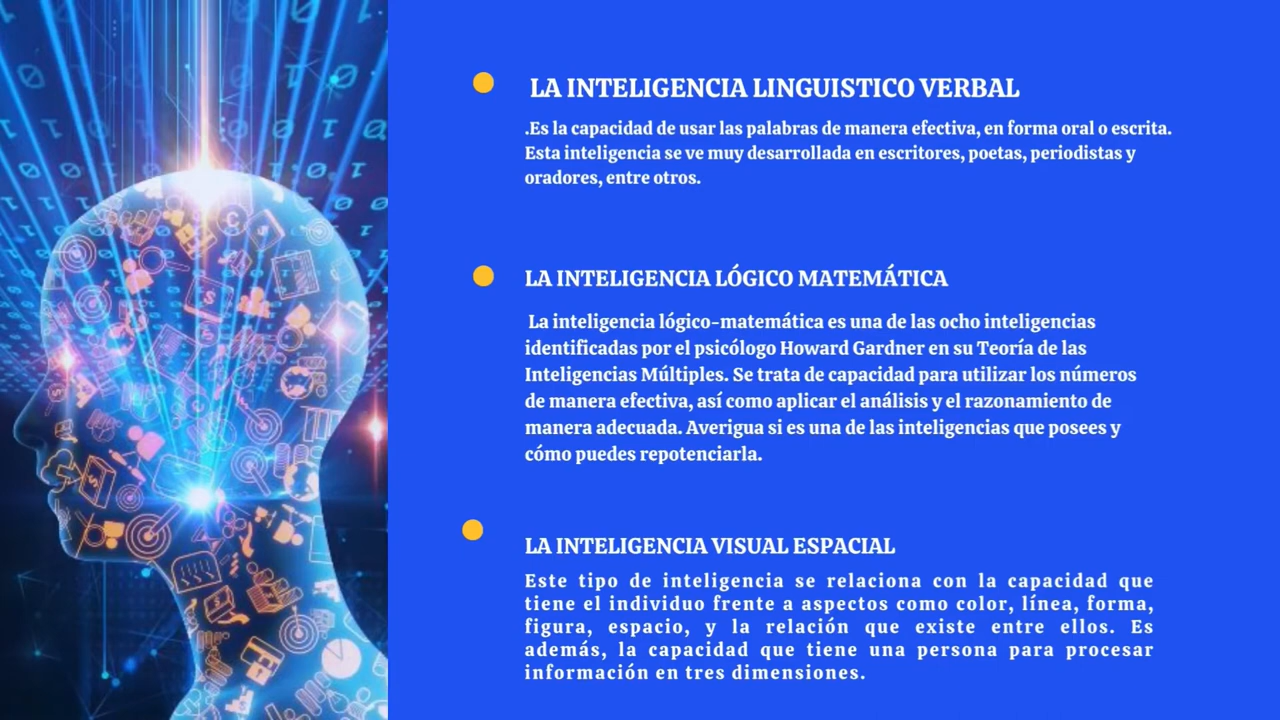 LA INTELIGENCIA LINGUISTICO VERBAL
.Es la capacidad de usar las palabras de manera efectiva, en forma oral o escrita.
Esta inteligencia se ve muy desarrollada en escritores, poetas, periodistas y
oradores, entre otros.
LA INTELIGENCIA LÓGICO MATEMÁTICA
La inteligencia lógico-matemática es una de las ocho inteligencias
identificadas por el psicólogo Howard Gardner en su Teoría de las
Inteligencias Múltiples. Se trata de capacidad para utilizar los números
de manera efectiva, así como aplicar el análisis y el razonamiento de
manera adecuada. Averigua si es una de las inteligencias que posees y
cómo puedes repotenciarla.
LA INTELIGENCIA VISUAL ESPACIAL
Este tipo de inteligencia se relaciona con la capacidad que
tiene el individuo frente a aspectos como color, línea, forma,
figura, espacio, y la relación que existe entre ellos. Es
además, la capacidad que tiene una persona para procesar
información en tres dimensiones.